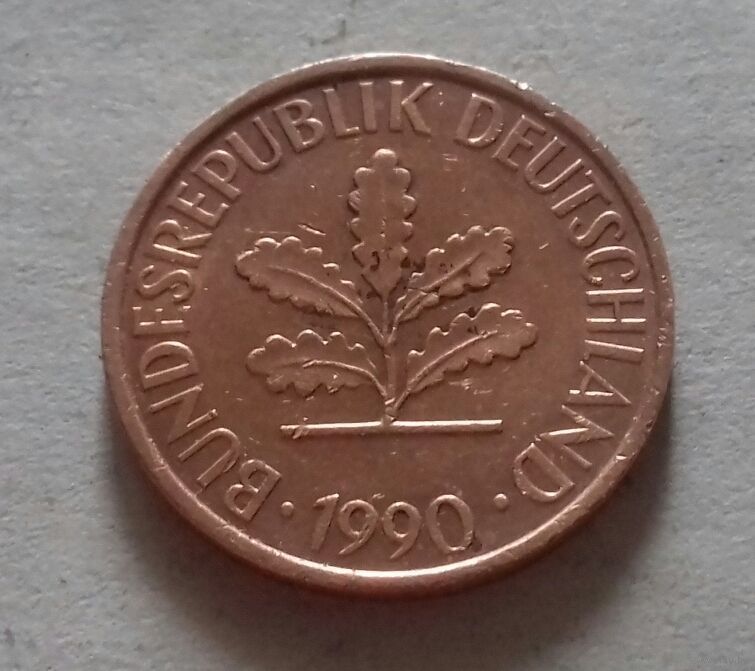 BUNDESREPUBLIK DEUTSCHLAND
· 1990 ·